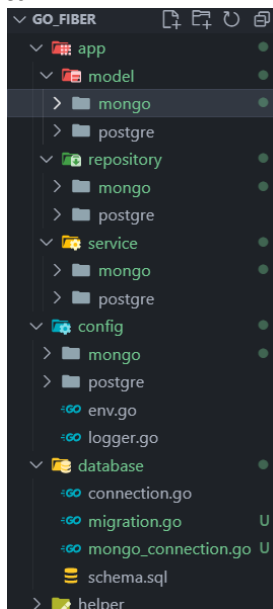 GO_FIBER
app
model
mongo
postgre
repository
mongo
postgre
service
mongo
postgre
config
mongo
postgre
env.go
logger.go
database
connection.go
migration.go U
mongo_connection.go U
schema.sql
helper